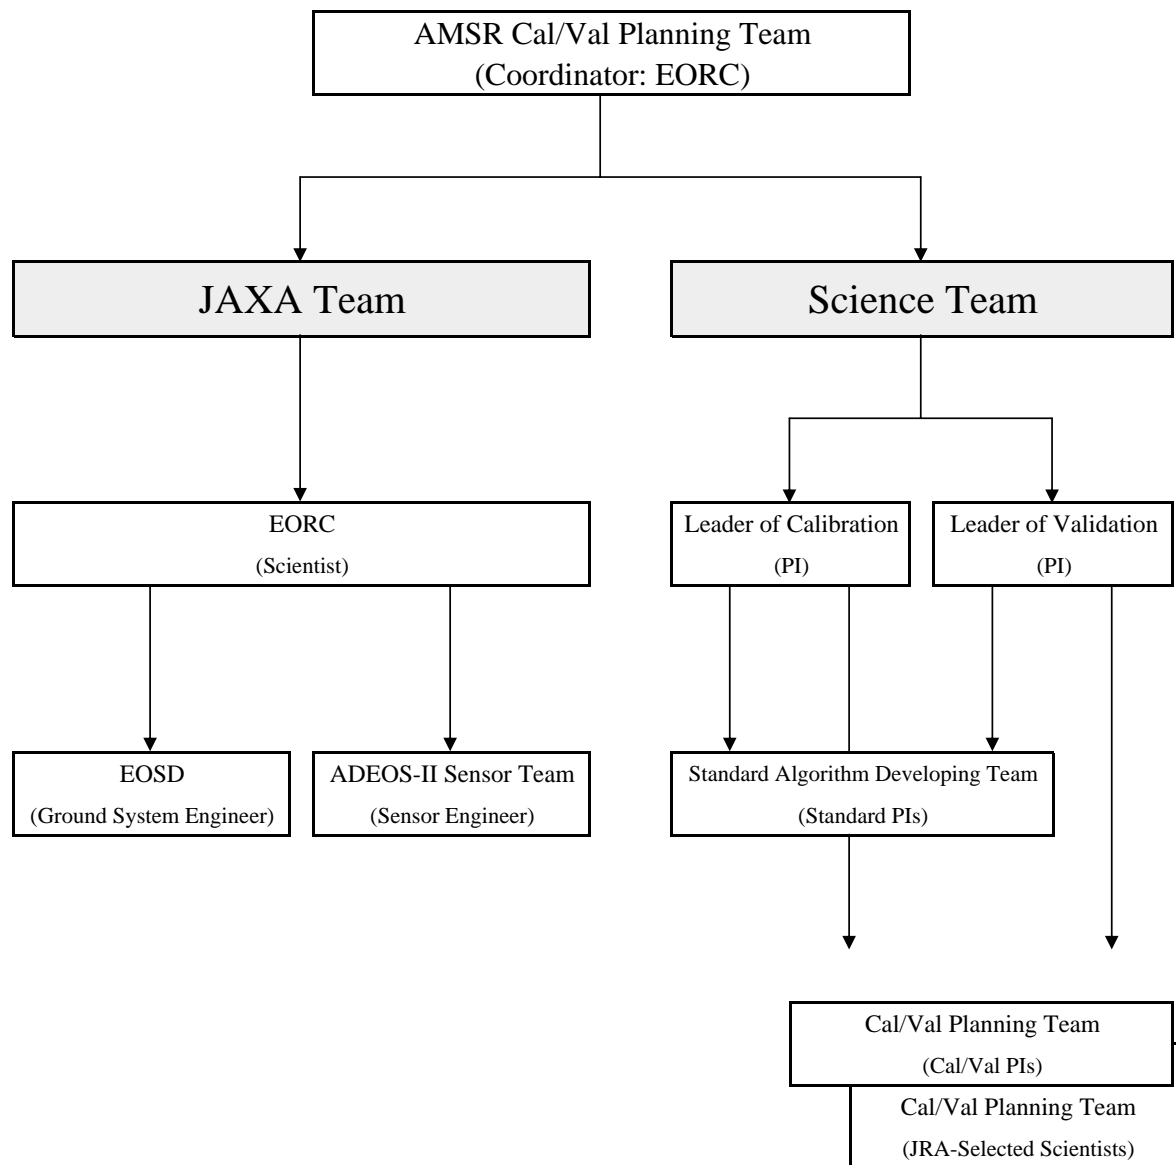 AMSR Cal/Val Planning Team
(Coordinator: EORC)
JAXA Team
Science Team
EORC
(Scientist)
Leader of Calibration
(PI)
Leader of Validation
(PI)
EOSD
(Ground System Engineer)
ADEOS-II Sensor Team
(Sensor Engineer)
Standard Algorithm Developing Team
(Standard PIs)
Cal/Val Planning Team
(Cal/Val PIs)
Cal/Val Planning Team
(JRA-Selected Scientists)